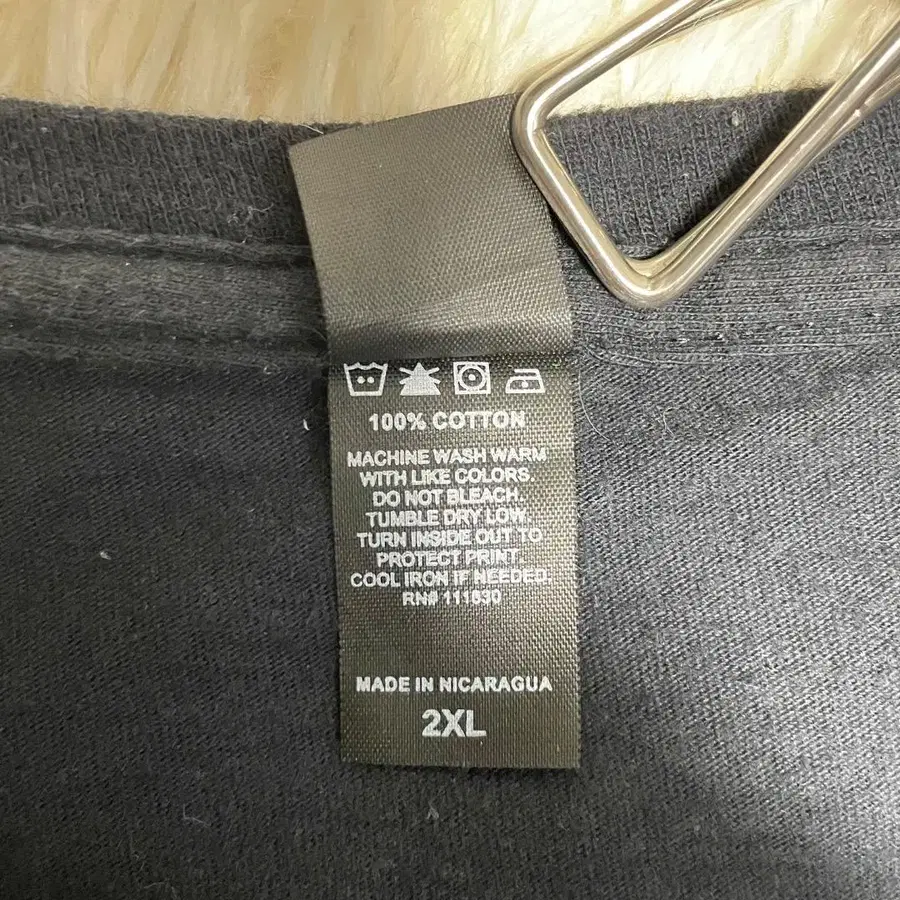 100% COTTON
MACHINE WASH WARM
WITH LIKE COLORS.
DO NOT BLEACH.
TUMBLE DRY LOW
TURN INSIDE OUT TO
PROTECT PRINT
COOL IRON IF NEEDED.
RN# 111630
MADE IN NICARAGUA
2XL